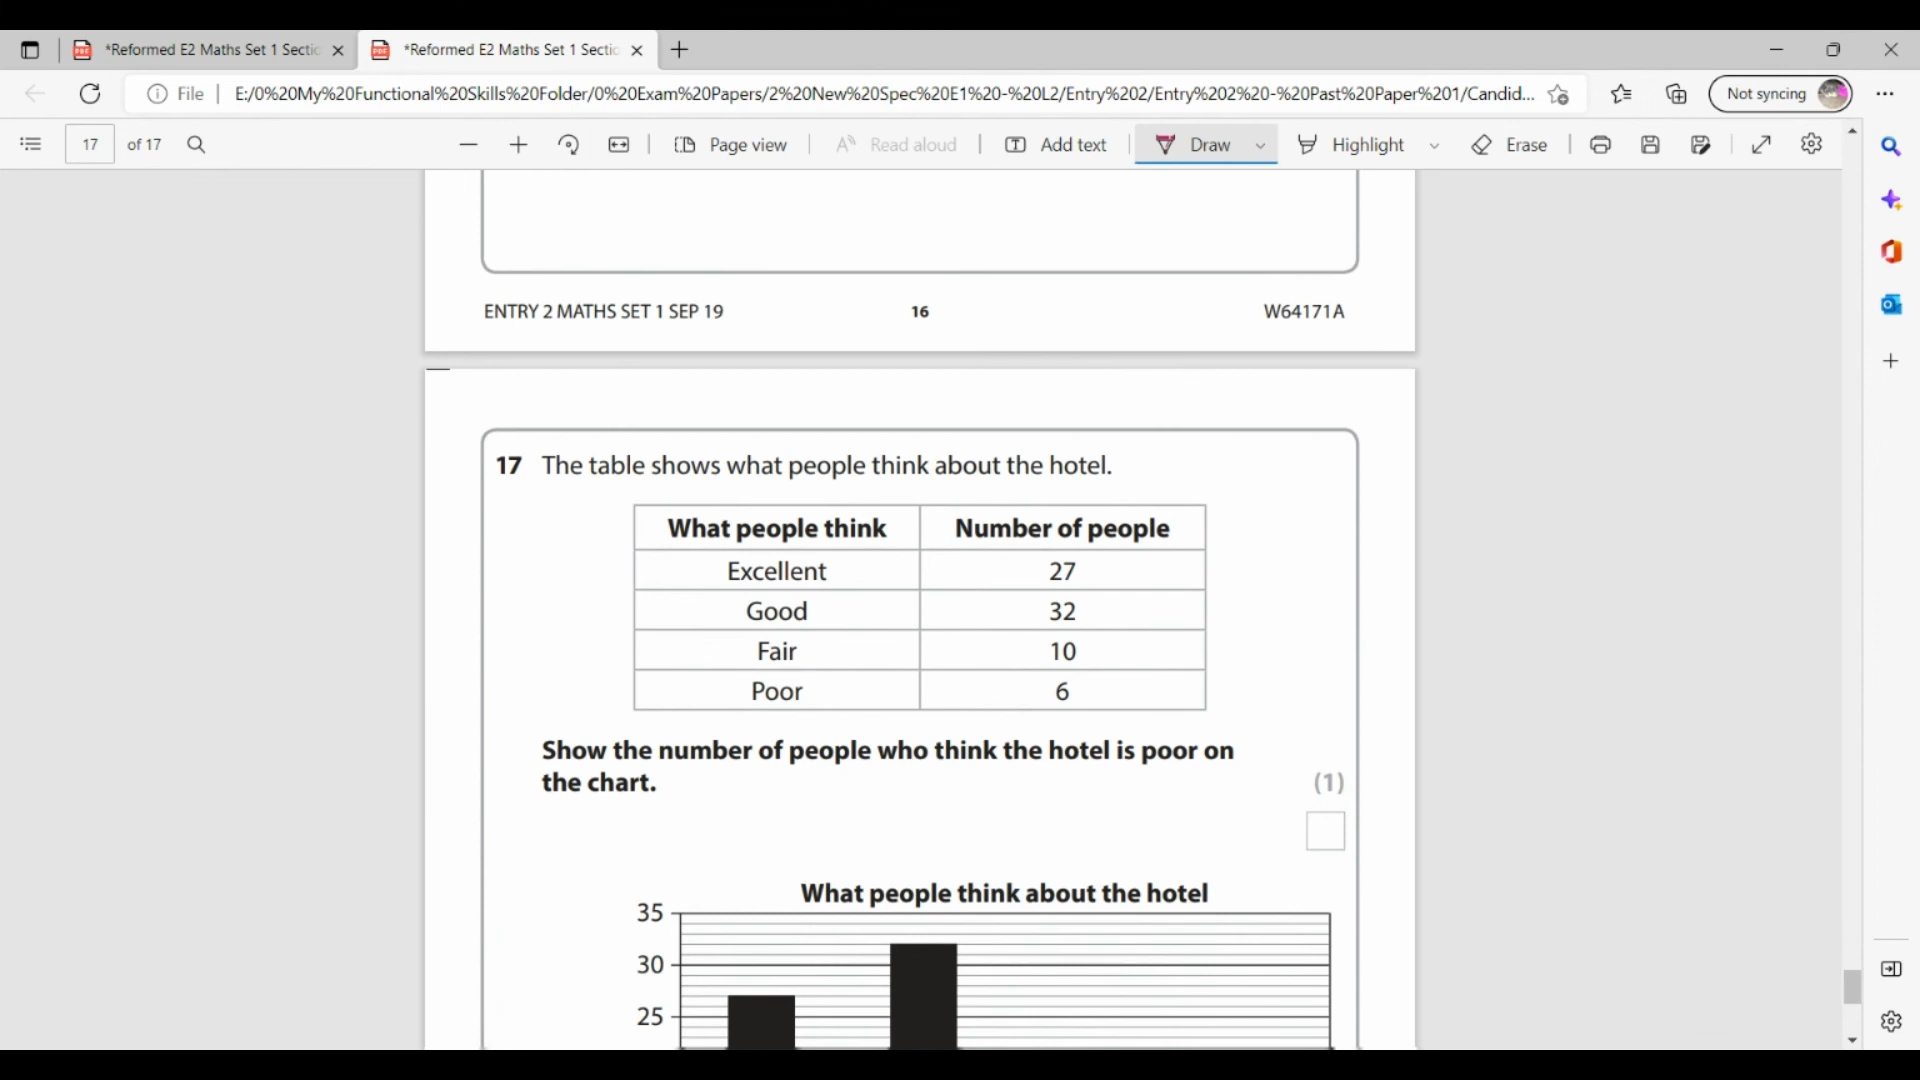 *Reformed E2 Maths Set 1 Sectio
*Reformed E2 Maths Set 1 Sectio
File
E:/0%20My%20Functional%20Skills%20Folder/0%20Exam%20Papers/2%20New%20Spec%20E1%20-%20L2/Entry%202/Entry%202%20-%20Past%20Paper%201/Candid...
Not syncing
17 of 17
Page view
Read aloud
Add text
Draw
Highlight
Erase
ENTRY 2 MATHS SET 1 SEP 19 16 W64171A
17 The table shows what people think about the hotel.
What people think Number of people
Excellent 27
Good 32
Fair 10
Poor 6
Show the number of people who think the hotel is poor on
the chart. (1)
What people think about the hotel
35
30
25